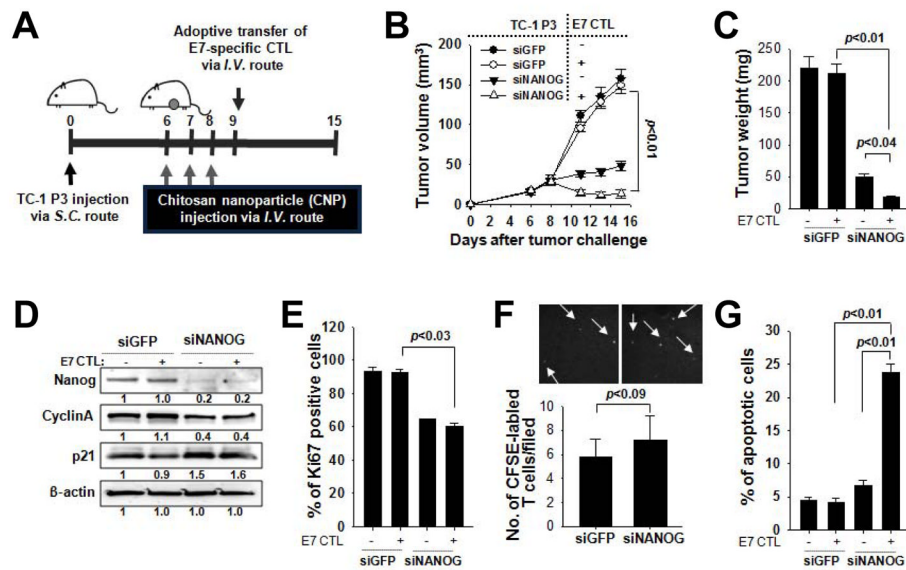 A
Adoptive transfer of
E7-specific CTL
via I.V. route
0
6
7
8
9
15
TC-1 P3 injection
via S.C. route
Chitosan nanoparticle (CNP)
injection via I.V. route
B
TC-1 P3
E7 CTL
siGFP -
siGFP +
siNANOG -
siNANOG +
Tumor volume (mm3)
200
150
100
50
0
p<0.01
0 2 4 6 8 10 12 14 16
Days after tumor challenge
C
Tumor weight (mg)
250
200
150
100
50
0
p<0.01
p<0.04
E7 CTL - + - +
siGFP siNANOG
D
siGFP siNANOG
E7 CTL: - + - +
Nanog
1 1.0 0.2 0.2
CyclinA
1 1.1 0.4 0.4
p21
1 0.9 1.5 1.6
ß-actin
1 1.0 1.0 1.0
E
% of Ki67 positive cells
120
100
80
60
40
20
0
p<0.03
E7 CTL - + - +
siGFP siNANOG
F
No. of CFSE-labled
T cells/filed
8
7
6
5
4
3
2
1
0
p<0.09
siGFP siNANOG
G
% of apoptotic cells
30
25
20
15
10
5
0
p<0.01
p<0.01
E7 CTL - + - +
siGFP siNANOG